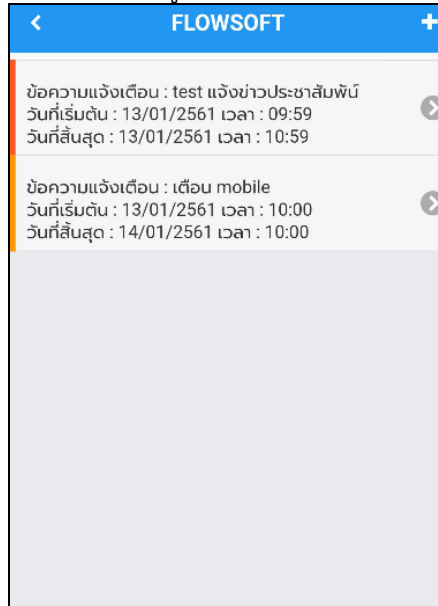 FLOWSOFT
ข้อความแจ้งเตือน : test แจ้งข่าวประชาสัมพัน์
วันที่เริ่มต้น : 13/01/2561 เวลา : 09:59
วันที่สิ้นสุด : 13/01/2561 เวลา : 10:59
ข้อความแจ้งเตือน : เตือน mobile
วันที่เริ่มต้น : 13/01/2561 เวลา : 10:00
วันที่สิ้นสุด : 14/01/2561 เวลา : 10:00